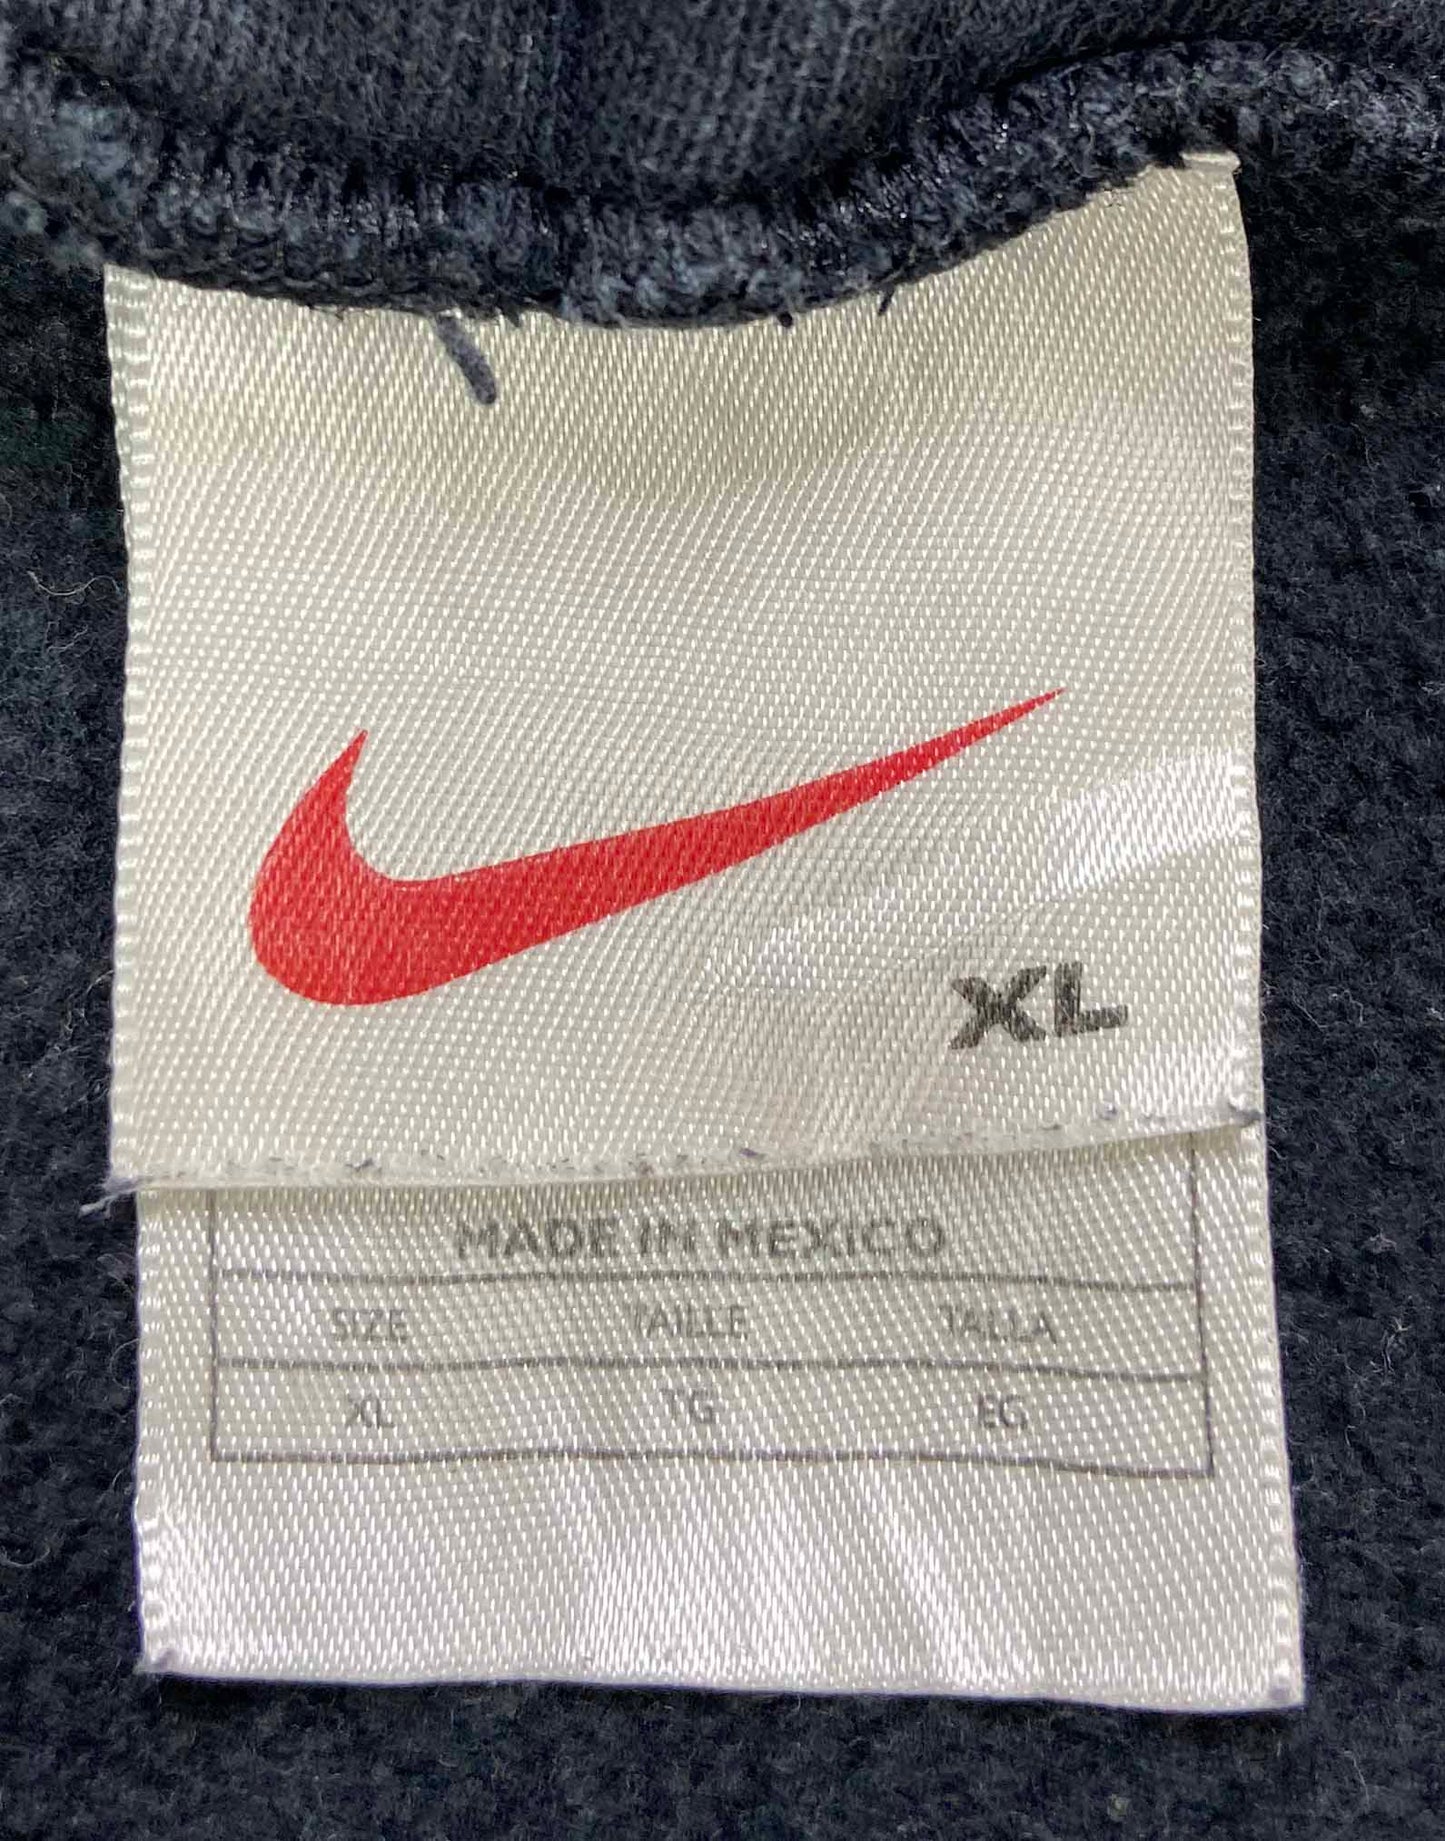 XL
MADE IN MEXICO
SIZE TAILLE TALLA
XL TG EG